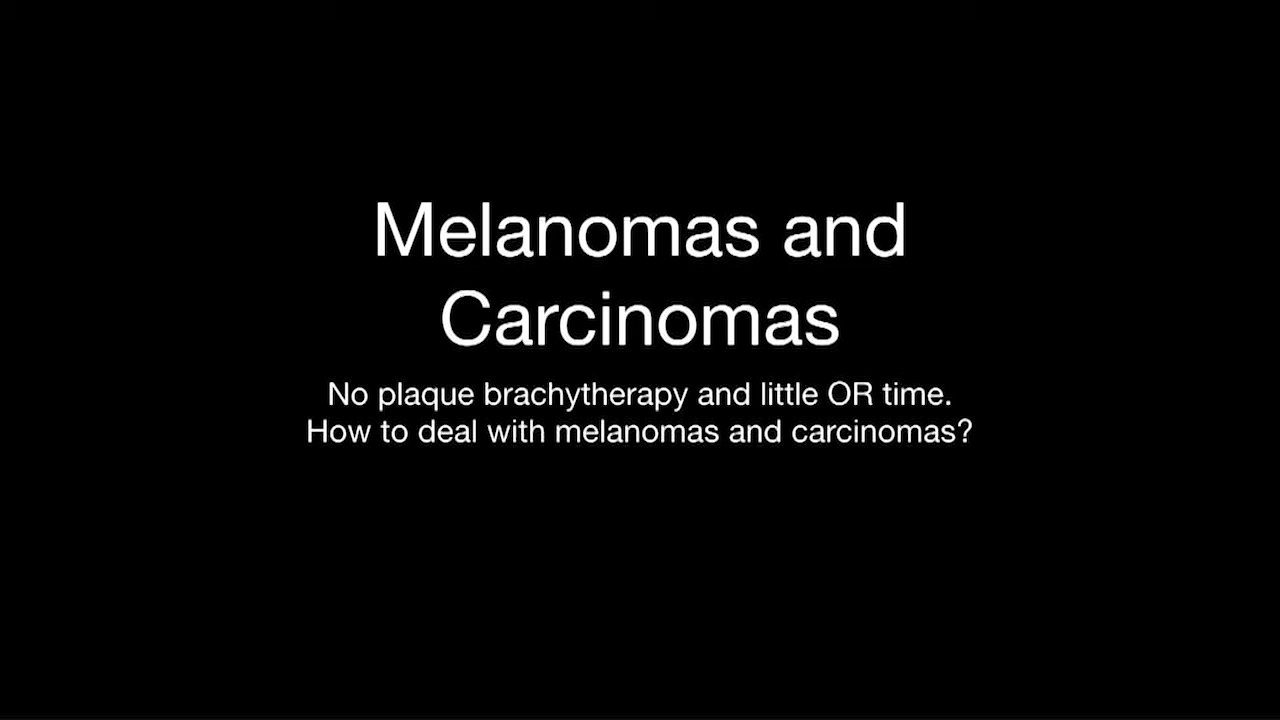 Melanomas and
Carcinomas
No plaque brachytherapy and little OR time.
How to deal with melanomas and carcinomas?